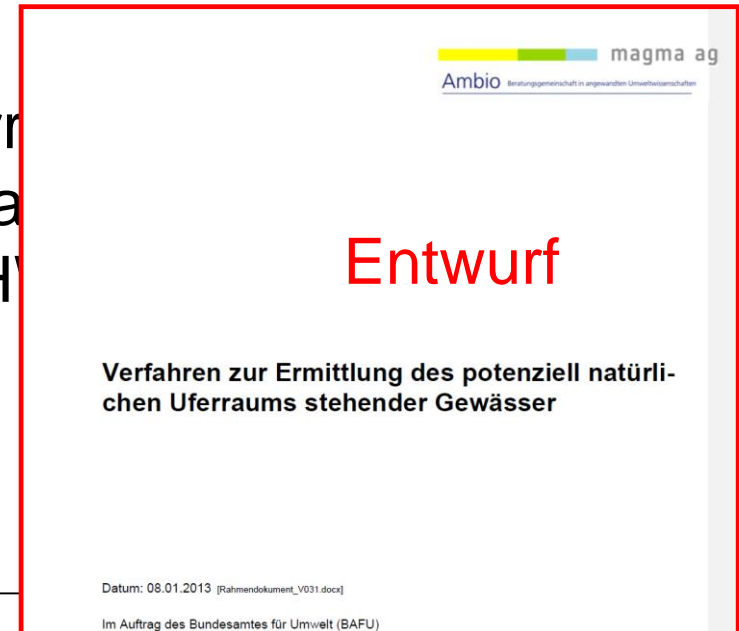 magma ag
Ambio Beratungsgemeinschaft in angewandten Umweltwissenschaften
Entwurf
Verfahren zur Ermittlung des potenziell natürli-
chen Uferraums stehender Gewässer
Datum: 08.01.2013 [Rahmendokument_V031.docx]
Im Auftrag des Bundesamtes für Umwelt (BAFU)